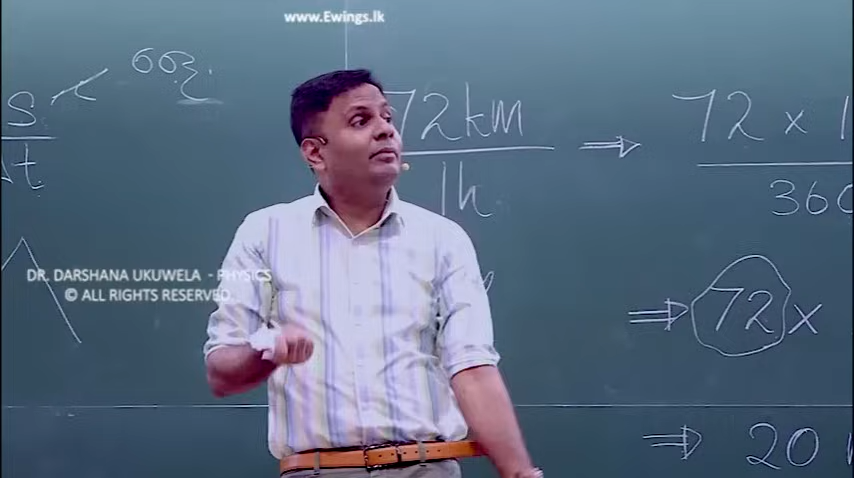 www.Ewings.lk
s
72km
→
72 x 1
t
1h
360
DR. DARSHANA UKUWELA - PHYSICS
© ALL RIGHTS RESERVED.
⇒ 72 x
⇒ 20